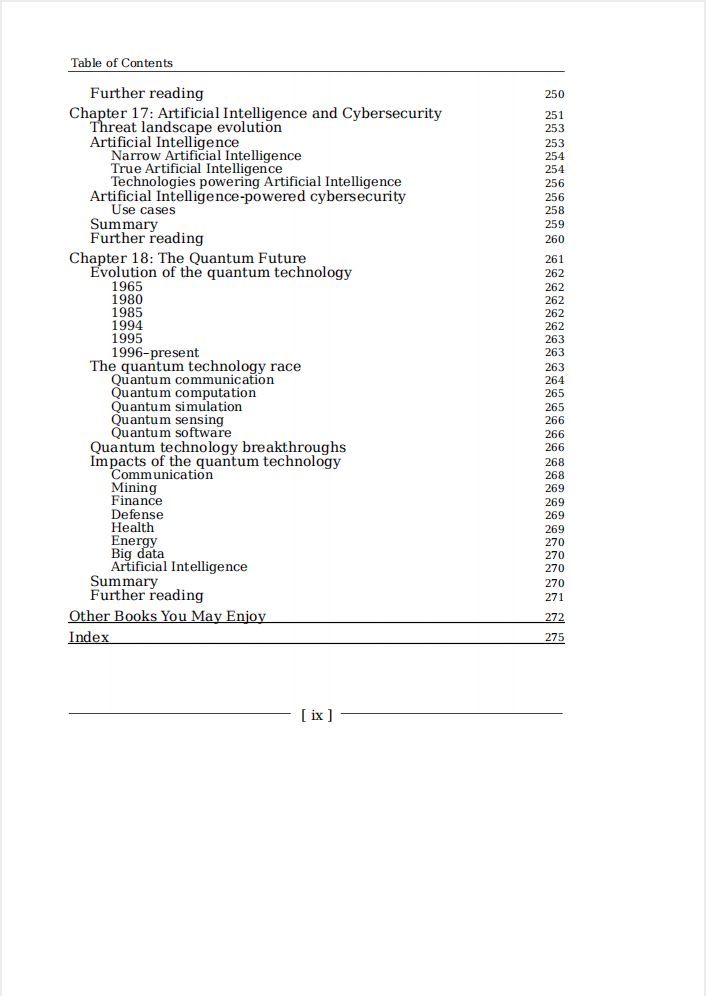 Table of Contents
Further reading 250
Chapter 17: Artificial Intelligence and Cybersecurity 251
Threat landscape evolution 253
Artificial Intelligence 253
Narrow Artificial Intelligence 254
True Artificial Intelligence 254
Technologies powering Artificial Intelligence 256
Artificial Intelligence-powered cybersecurity 256
Use cases 258
Summary 259
Further reading 260
Chapter 18: The Quantum Future 261
Evolution of the quantum technology 262
1965 262
1980 262
1985 262
1994 262
1995 263
1996–present 263
The quantum technology race 263
Quantum communication 264
Quantum computation 265
Quantum simulation 265
Quantum sensing 266
Quantum software 266
Quantum technology breakthroughs 266
Impacts of the quantum technology 268
Communication 268
Mining 269
Finance 269
Defense 269
Health 269
Energy 270
Big data 270
Artificial Intelligence 270
Summary 270
Further reading 271
Other Books You May Enjoy 272
Index 275
[ ix ]